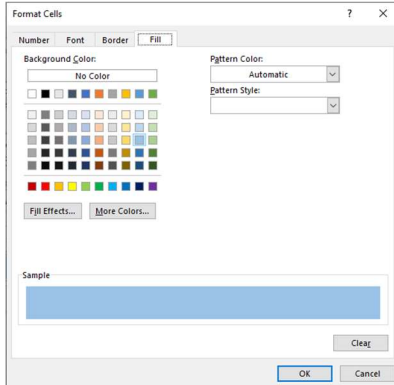 Format Cells ? ×
Number Font Border Fill
Background Color:
No Color
Pattern Color:
Automatic
Pattern Style:
Fill Effects... More Colors...
Sample
Clear
OK Cancel